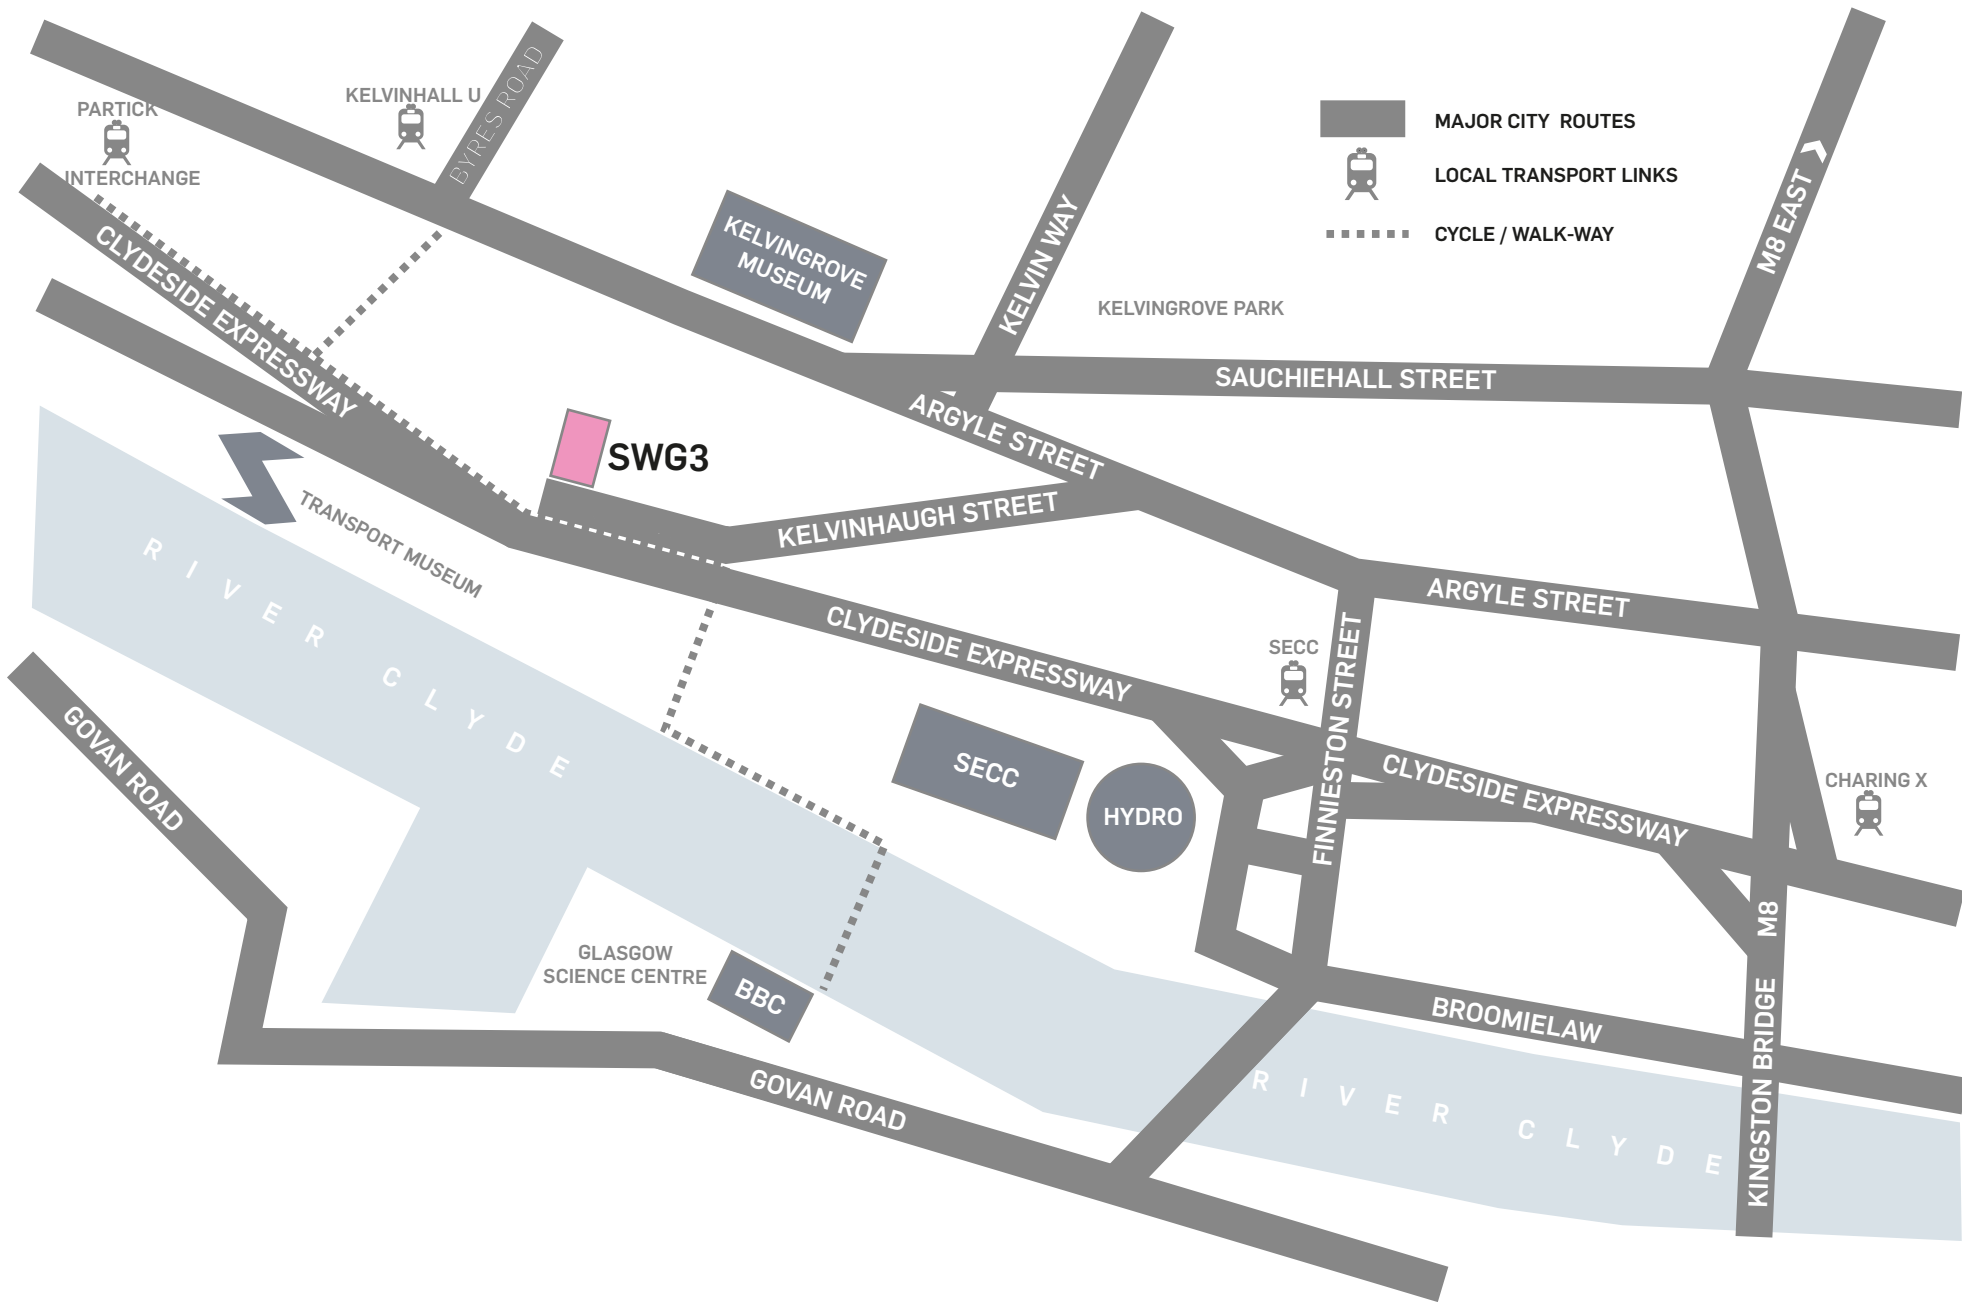 PARTICK
INTERCHANGE
KELVINHALL U
BYRES ROAD
KELVINGROVE
MUSEUM
KELVIN WAY
KELVINGROVE PARK
MAJOR CITY ROUTES
LOCAL TRANSPORT LINKS
CYCLE / WALK-WAY
M8 EAST
CLYDESIDE EXPRESSWAY
SAUCHIEHALL STREET
ARGYLE STREET
SWG3
KELVINHAUGH STREET
TRANSPORT MUSEUM
RIVER CLYDE
CLYDESIDE EXPRESSWAY
ARGYLE STREET
SECC
FINNIESTON STREET
GOVAN ROAD
SECC
HYDRO
CLYDESIDE EXPRESSWAY
CHARING X
M8
GLASGOW
SCIENCE CENTRE
BBC
BROOMIELAW
KINGSTON BRIDGE
GOVAN ROAD
RIVER CLYDE